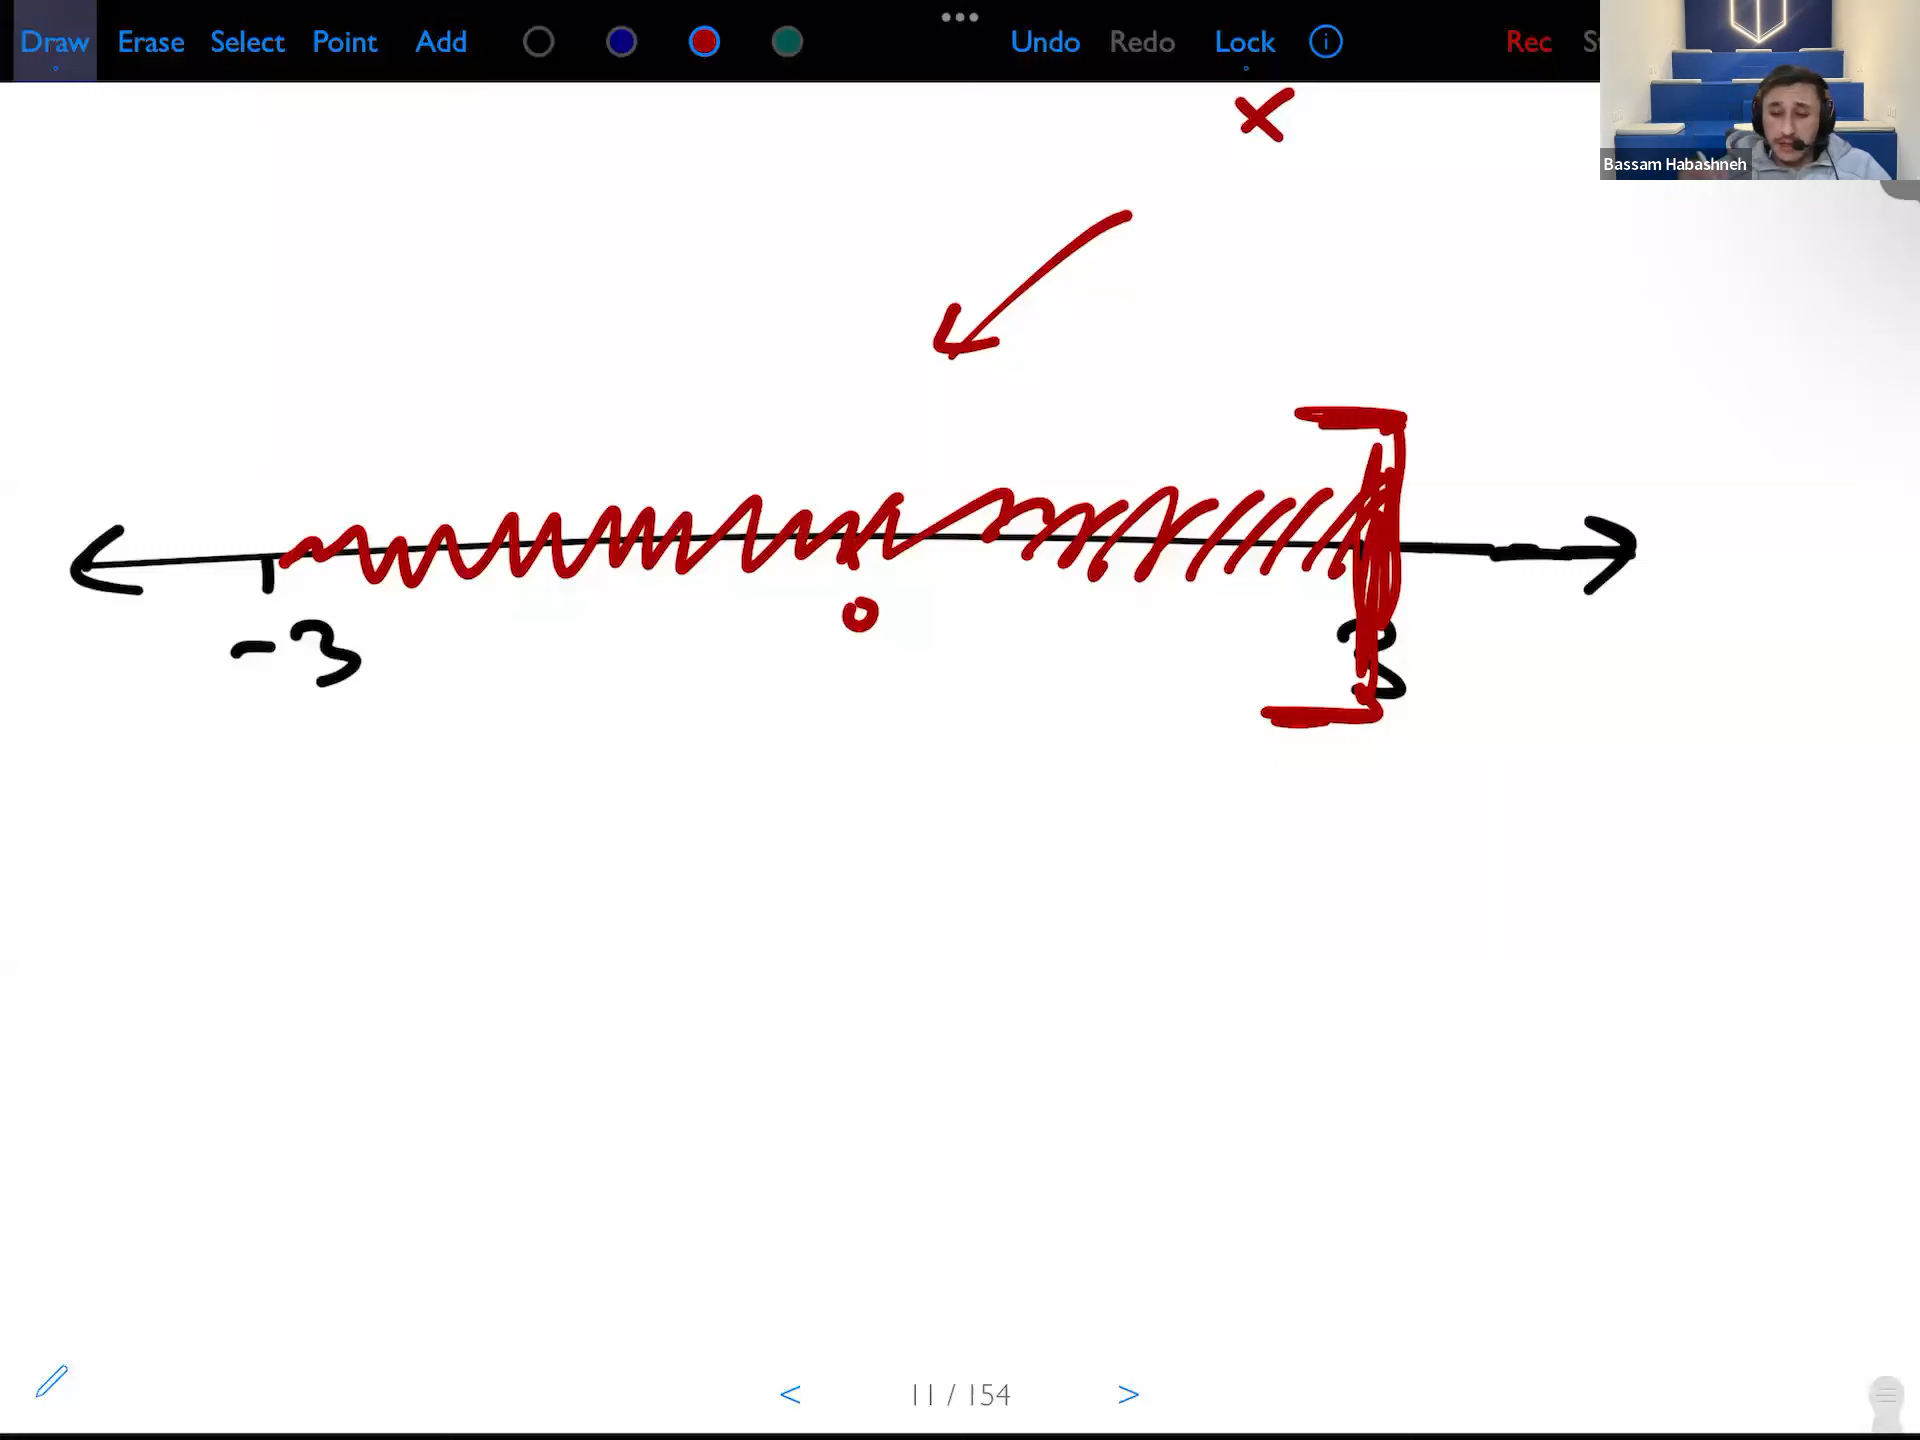 Draw Erase Select Point Add Undo Redo Lock Rec
Bassam Habashneh
x
0
-3 3
< 11 / 154 >